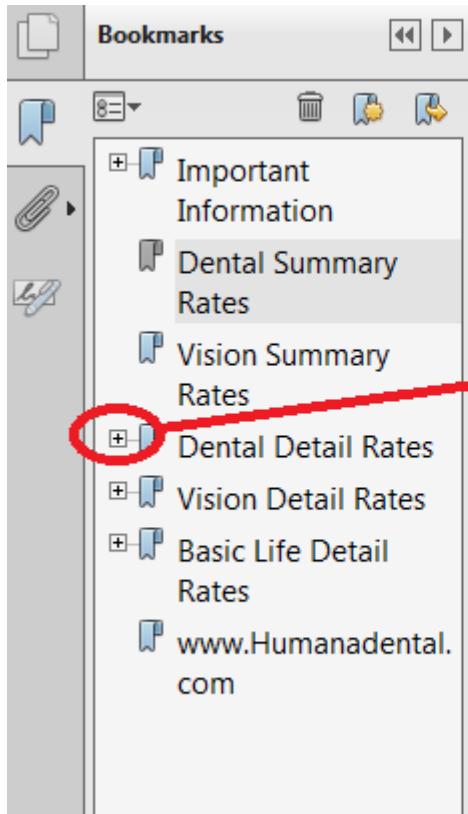 Bookmarks
Important
Information
Dental Summary
Rates
Vision Summary
Rates
Dental Detail Rates
Vision Detail Rates
Basic Life Detail
Rates
www.Humanadental.
com